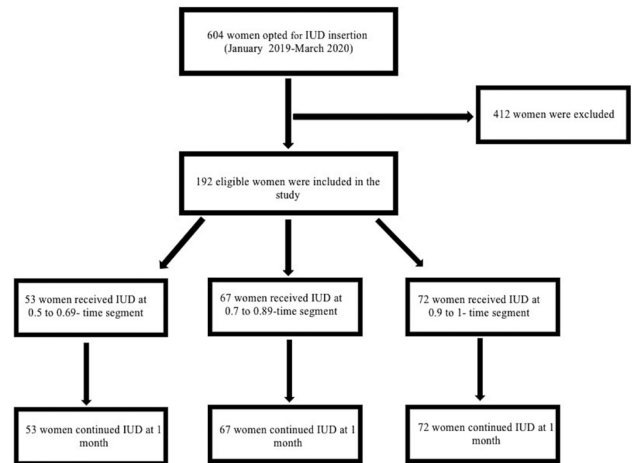 604 women opted for IUD insertion
(January 2019-March 2020)
412 women were excluded
192 eligible women were included in the
study
53 women received IUD at
0.5 to 0.69- time segment
67 women received IUD at
0.7 to 0.89-time segment
72 women received IUD at
0.9 to 1- time segment
53 women continued IUD at 1
month
67 women continued IUD at 1
month
72 women continued IUD at 1
month